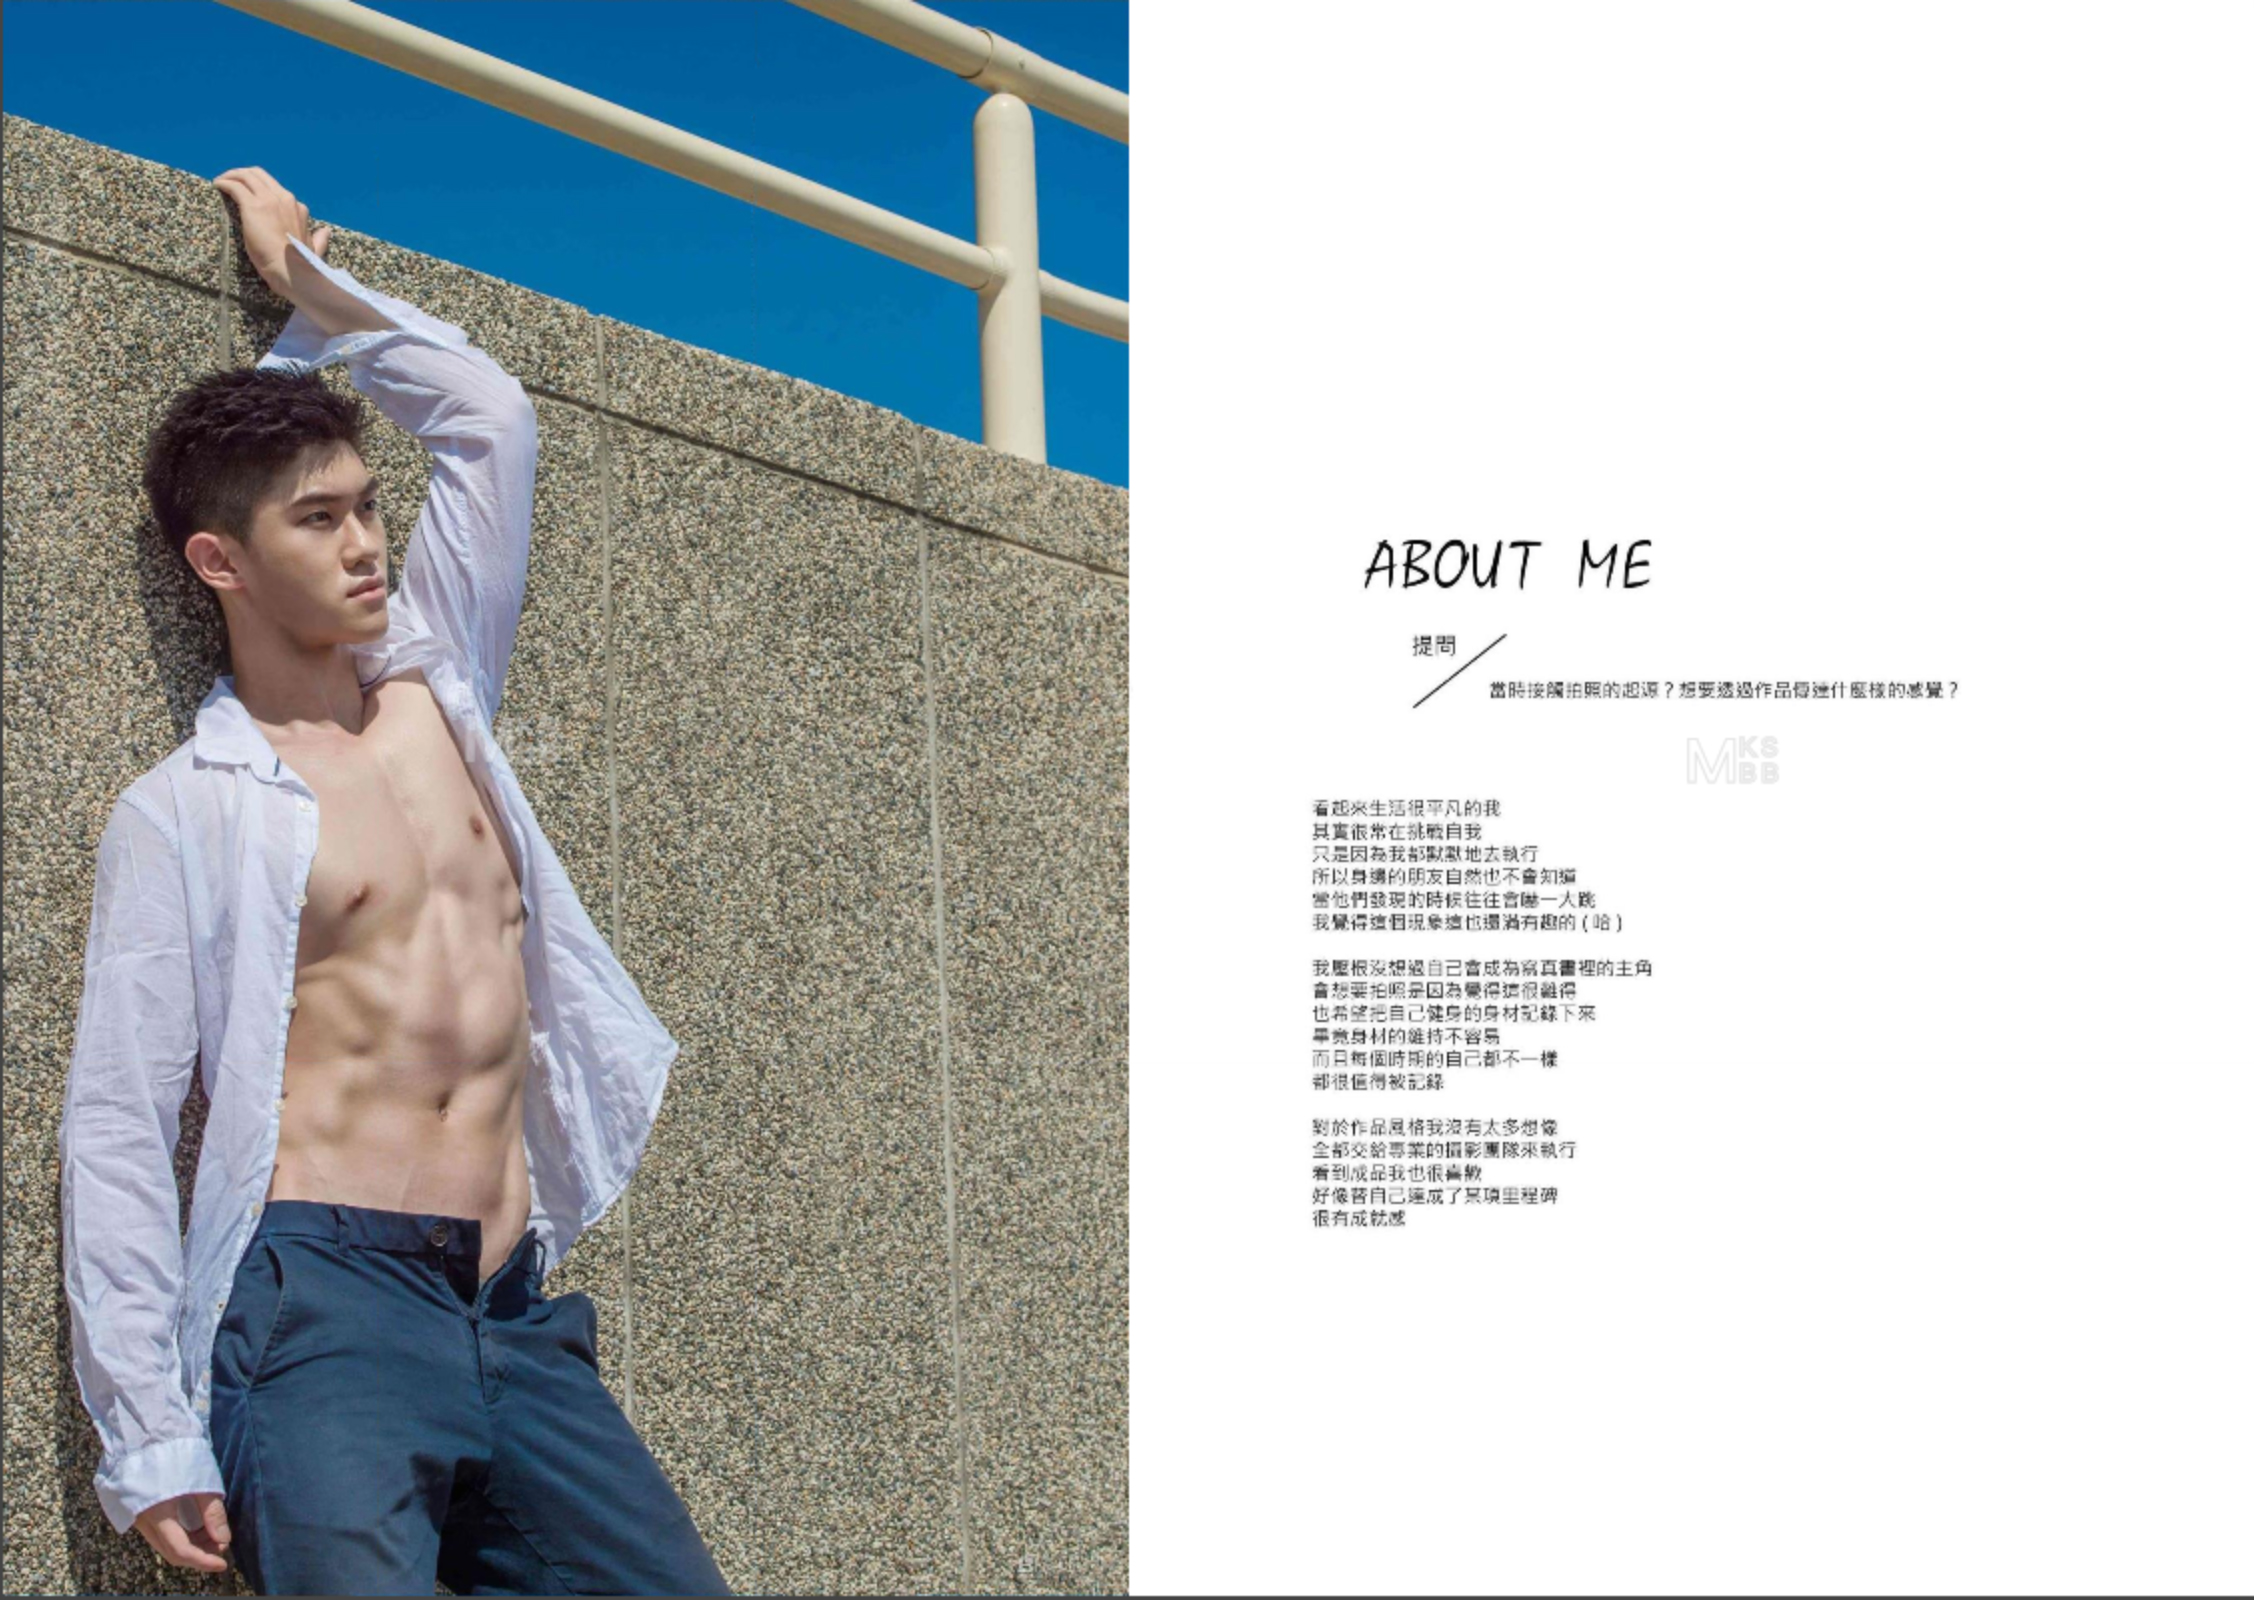 ABOUT ME
提問
當時接觸拍照的起源？想要透過作品傳達什麼樣的感覺？
MKSBB
看起來生活很平凡的我
其實很常在挑戰自我
只是因為我都默默地去執行
所以身邊的朋友自然也不會知道
當他們發現的時候往往會嚇一大跳
我覺得這個現象這也還滿有趣的 ( 哈 )
我壓根沒想過自己會成為寫真書裡的主角
會想要拍照是因為覺得這很難得
也希望把自己健身的身材記錄下來
畢竟身材的維持不容易
而且每個時期的自己都不一樣
都很值得被記錄
對於作品風格我沒有太多想像
全都交給專業的攝影團隊來執行
看到成品我也很喜歡
好像替自己達成了某項里程碑
很有成就感